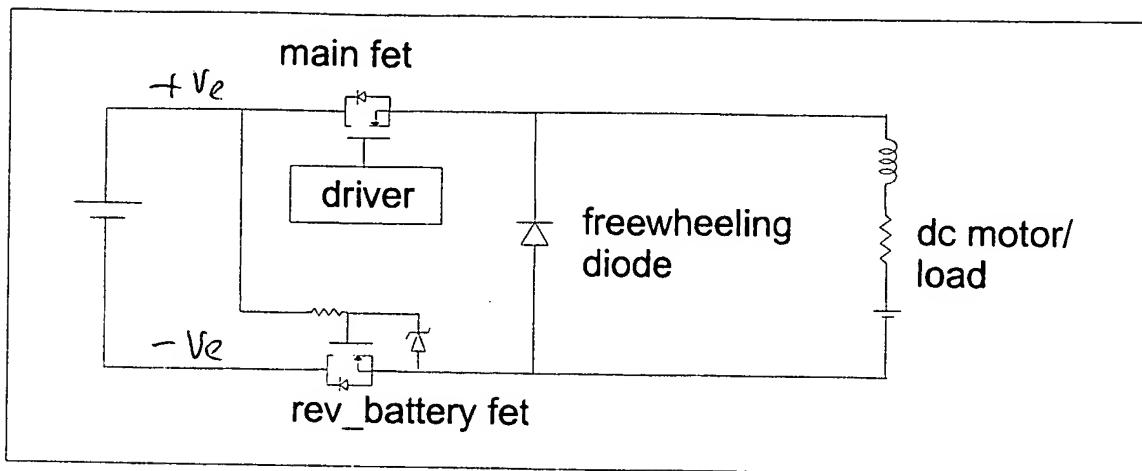 main fet
+ Ve
driver
freewheeling
diode
dc motor/
load
- Ve
rev_battery fet